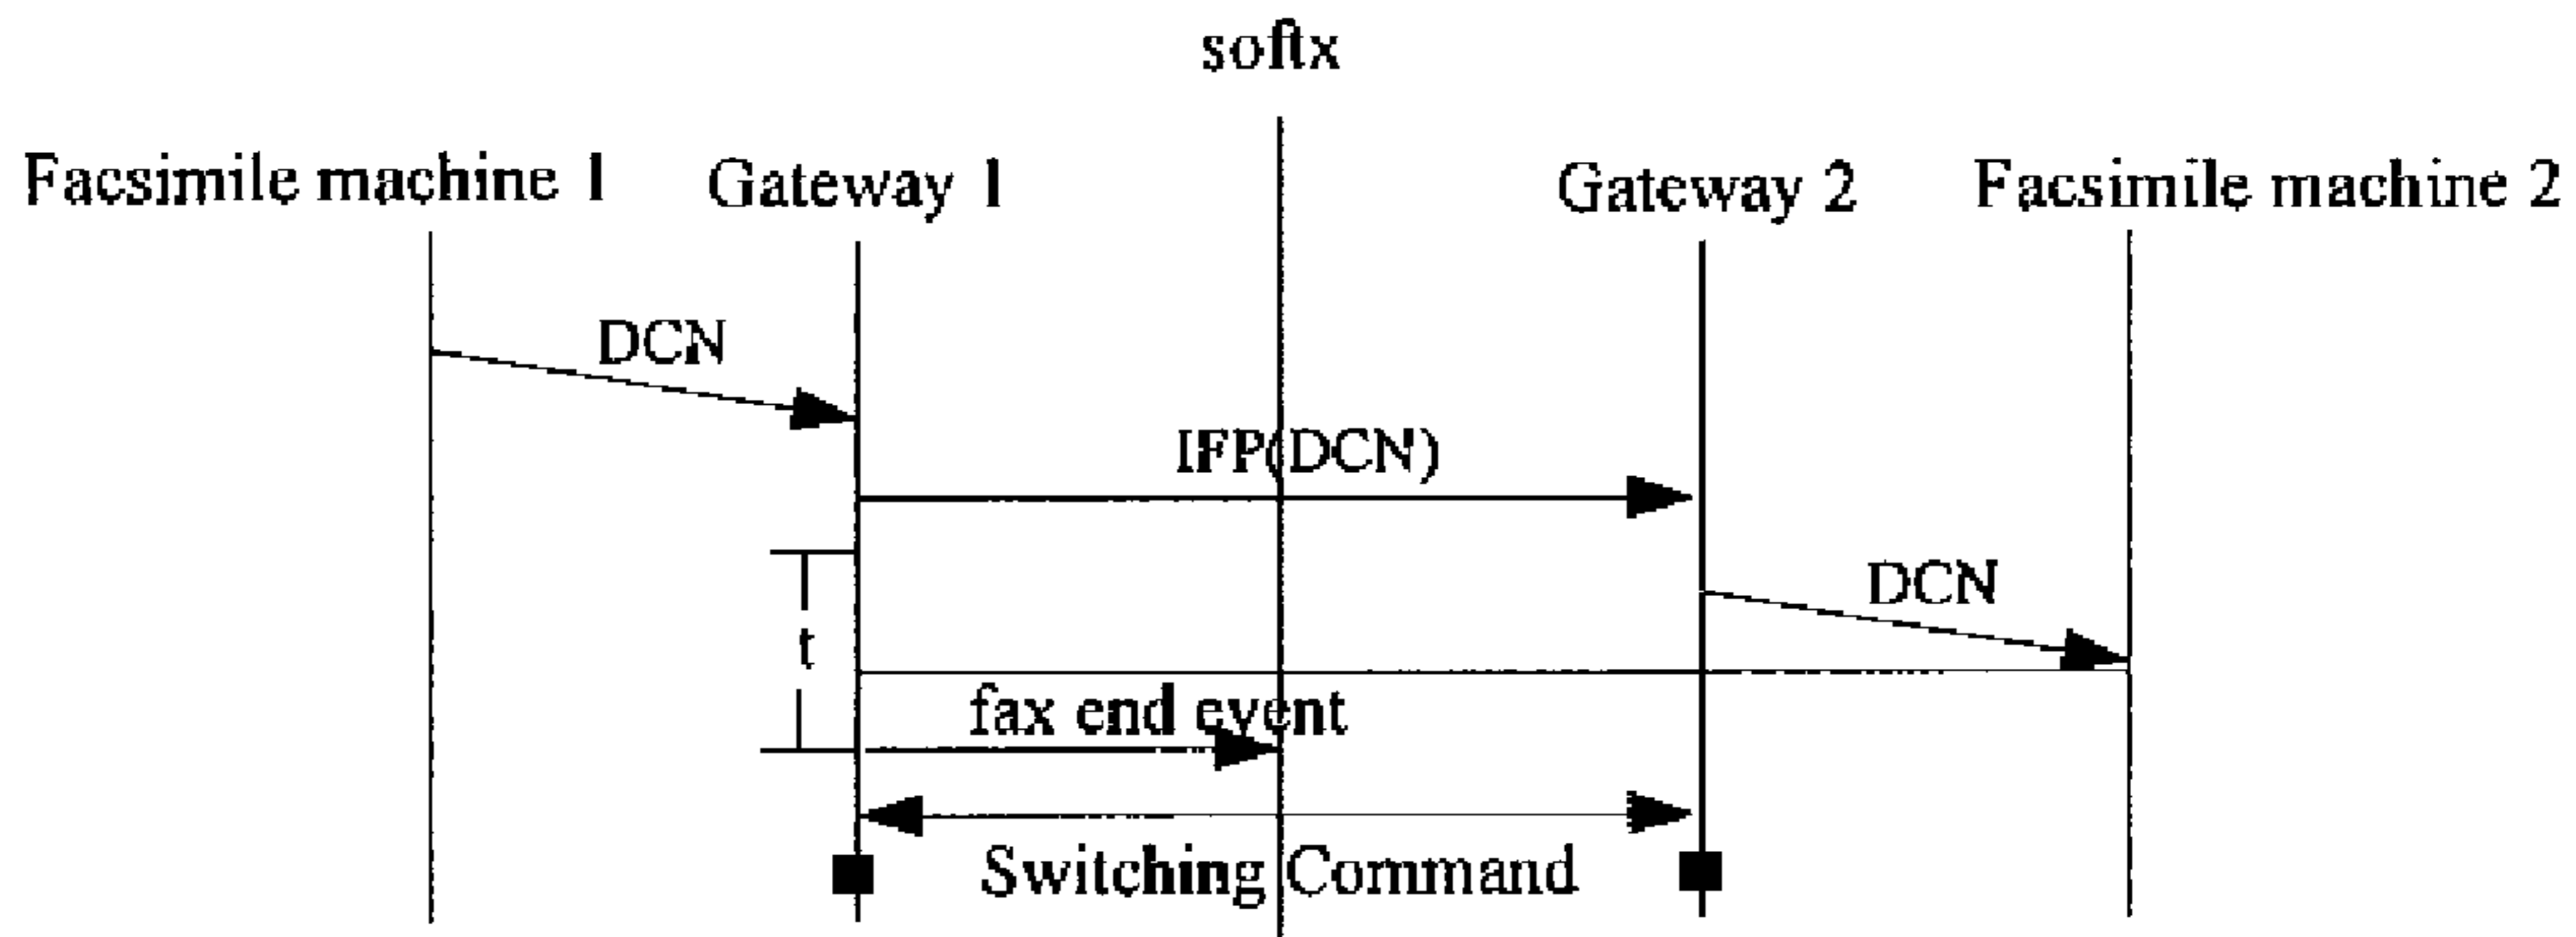 softx
Facsimile machine 1
Gateway 1
Gateway 2
Facsimile machine 2
DCN
IFP(DCN)
DCN
t
fax end event
Switching Command